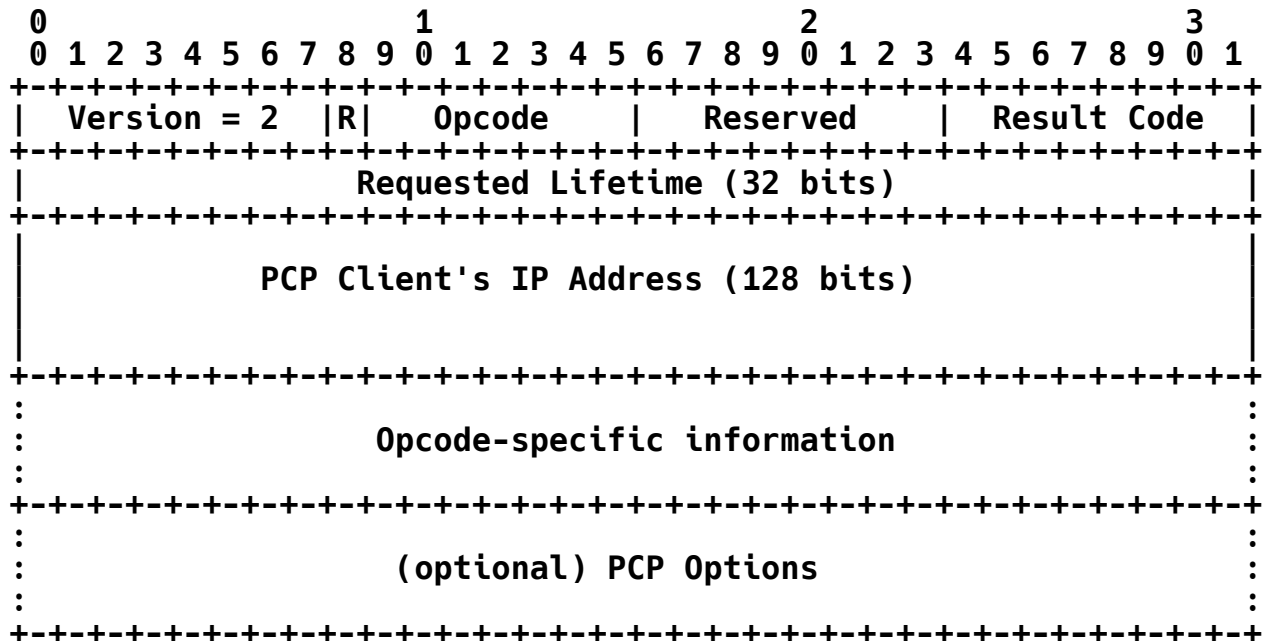 0                   1                   2                   3
 0 1 2 3 4 5 6 7 8 9 0 1 2 3 4 5 6 7 8 9 0 1 2 3 4 5 6 7 8 9 0 1
+-+-+-+-+-+-+-+-+-+-+-+-+-+-+-+-+-+-+-+-+-+-+-+-+-+-+-+-+-+-+-+-+
|  Version = 2  |R|   Opcode    |   Reserved    |  Result Code  |
+-+-+-+-+-+-+-+-+-+-+-+-+-+-+-+-+-+-+-+-+-+-+-+-+-+-+-+-+-+-+-+-+
|                 Requested Lifetime (32 bits)                  |
+-+-+-+-+-+-+-+-+-+-+-+-+-+-+-+-+-+-+-+-+-+-+-+-+-+-+-+-+-+-+-+-+
|                                                               |
|            PCP Client's IP Address (128 bits)                 |
|                                                               |
|                                                               |
+-+-+-+-+-+-+-+-+-+-+-+-+-+-+-+-+-+-+-+-+-+-+-+-+-+-+-+-+-+-+-+-+
:                                                               :
:                  Opcode-specific information                  :
:                                                               :
+-+-+-+-+-+-+-+-+-+-+-+-+-+-+-+-+-+-+-+-+-+-+-+-+-+-+-+-+-+-+-+-+
:                                                               :
:                   (optional) PCP Options                      :
:                                                               :
+-+-+-+-+-+-+-+-+-+-+-+-+-+-+-+-+-+-+-+-+-+-+-+-+-+-+-+-+-+-+-+-+